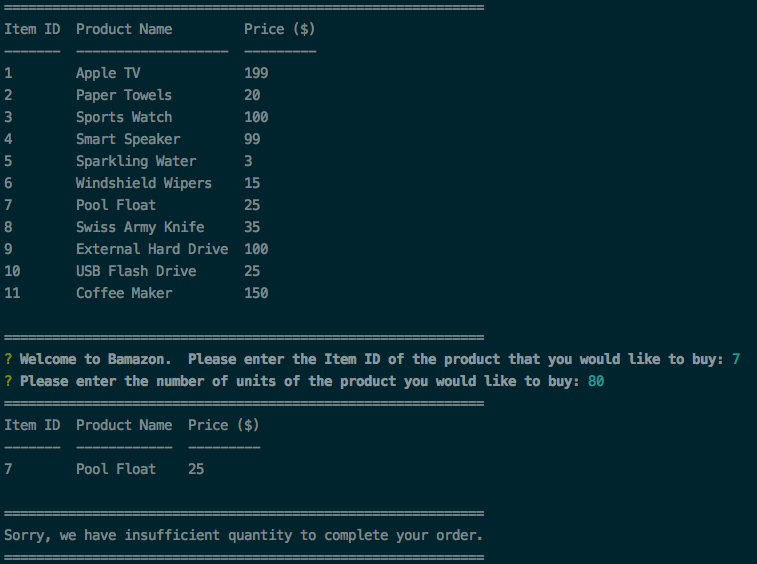 ============================================================
Item ID  Product Name         Price ($)
-------  -------------------  ---------
1        Apple TV             199
2        Paper Towels         20
3        Sports Watch         100
4        Smart Speaker        99
5        Sparkling Water      3
6        Windshield Wipers    15
7        Pool Float           25
8        Swiss Army Knife     35
9        External Hard Drive  100
10       USB Flash Drive      25
11       Coffee Maker         150
============================================================
? Welcome to Bamazon.  Please enter the Item ID of the product that you would like to buy: 7
? Please enter the number of units of the product you would like to buy: 80
============================================================
Item ID  Product Name  Price ($)
-------  ------------  ---------
7        Pool Float    25
============================================================
Sorry, we have insufficient quantity to complete your order.
============================================================